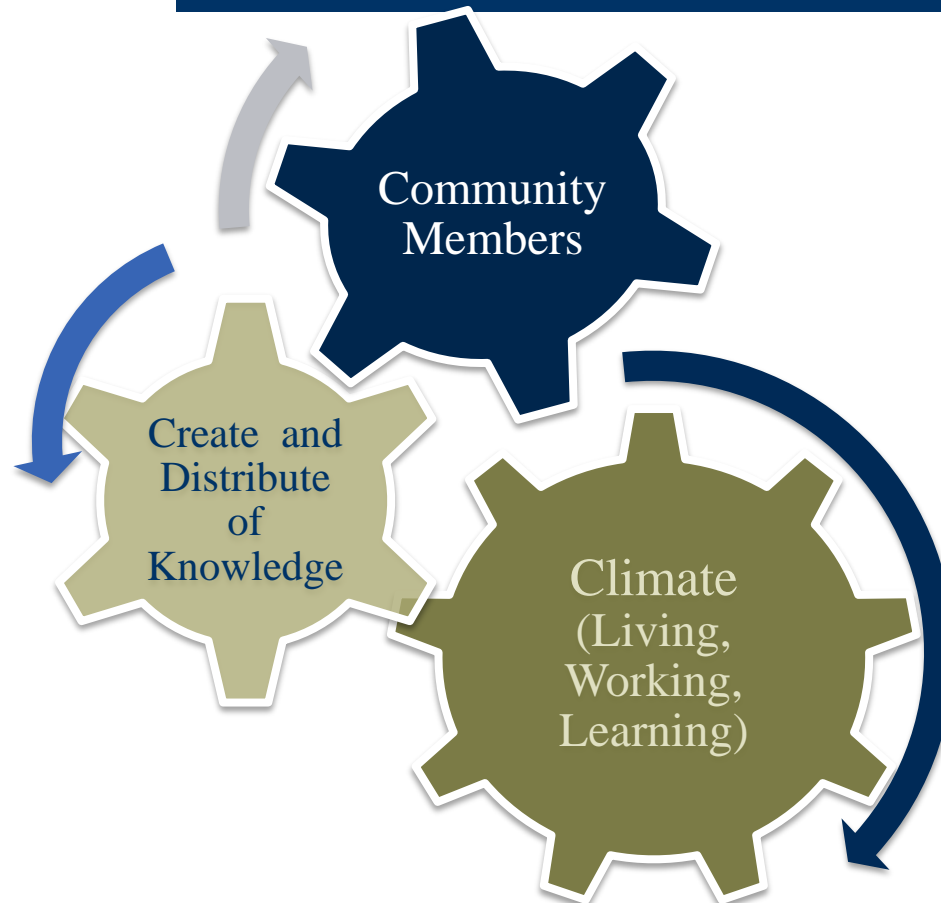 Community
Members
Create and
Distribute
of
Knowledge
Climate
(Living,
Working,
Learning)